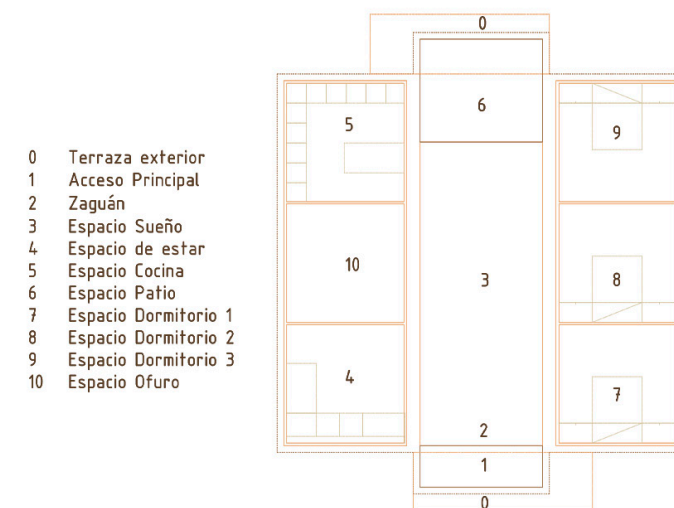 0 Terraza exterior
1 Acceso Principal
2 Zaguán
3 Espacio Sueño
4 Espacio de estar
5 Espacio Cocina
6 Espacio Patio
7 Espacio Dormitorio 1
8 Espacio Dormitorio 2
9 Espacio Dormitorio 3
10 Espacio Ofuro
0
6
5
9
10
3
8
4
7
2
1
0